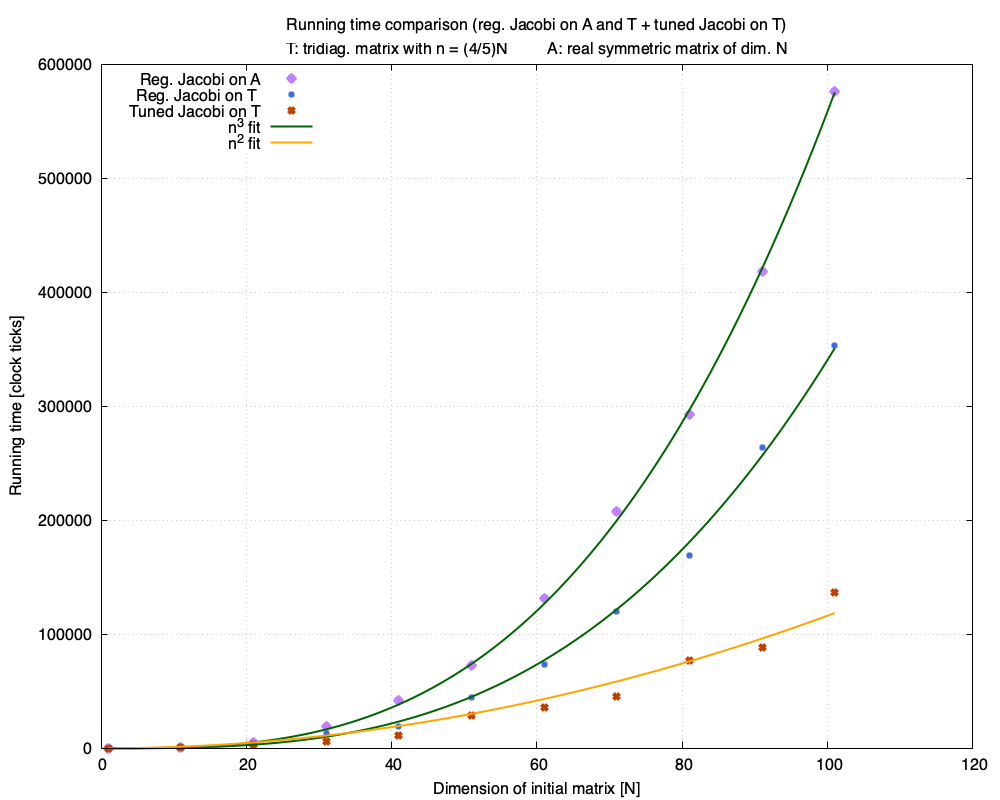 Running time comparison (reg. Jacobi on A and T + tuned Jacobi on T)
T: tridiag. matrix with n = (4/5)N A: real symmetric matrix of dim. N
Reg. Jacobi on A
Reg. Jacobi on T
Tuned Jacobi on T
n³ fit
n² fit
600000
500000
400000
300000
200000
100000
0
Running time [clock ticks]
0 20 40 60 80 100 120
Dimension of initial matrix [N]